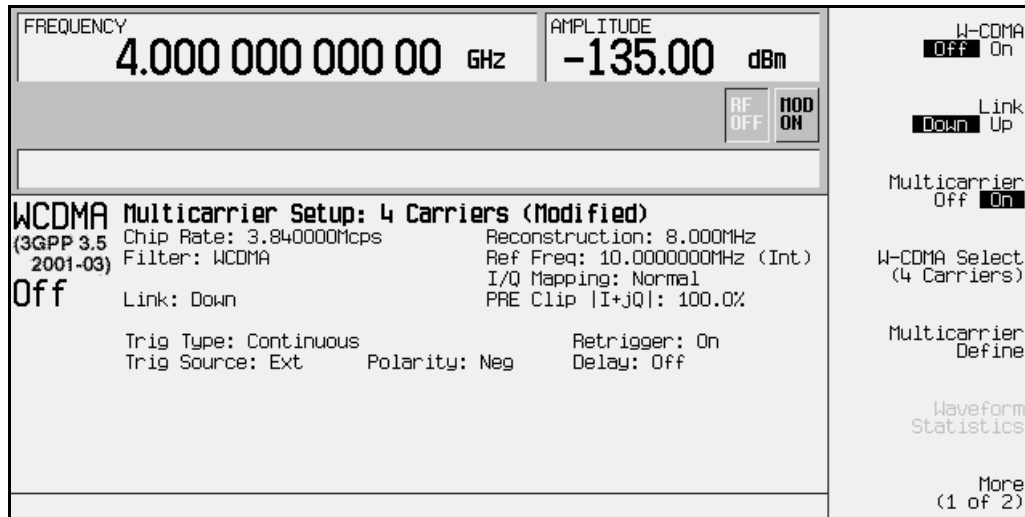 FREQUENCY
4.000 000 000 00 GHz
AMPLITUDE
-135.00 dBm
RF OFF
MOD ON
WCDMA
(3GPP 3.5
2001-03)
Off
Multicarrier Setup: 4 Carriers (Modified)
Chip Rate: 3.840000Mcps Reconstruction: 8.000MHz
Filter: WCDMA Ref Freq: 10.0000000MHz (Int)
I/Q Mapping: Normal
Link: Down PRE Clip |I+jQ|: 100.0%
Trig Type: Continuous Retrigger: On
Trig Source: Ext Polarity: Neg Delay: Off
W-CDMA
Off On
Link
Down Up
Multicarrier
Off On
W-CDMA Select
(4 Carriers)
Multicarrier
Define
Waveform
Statistics
More
(1 of 2)